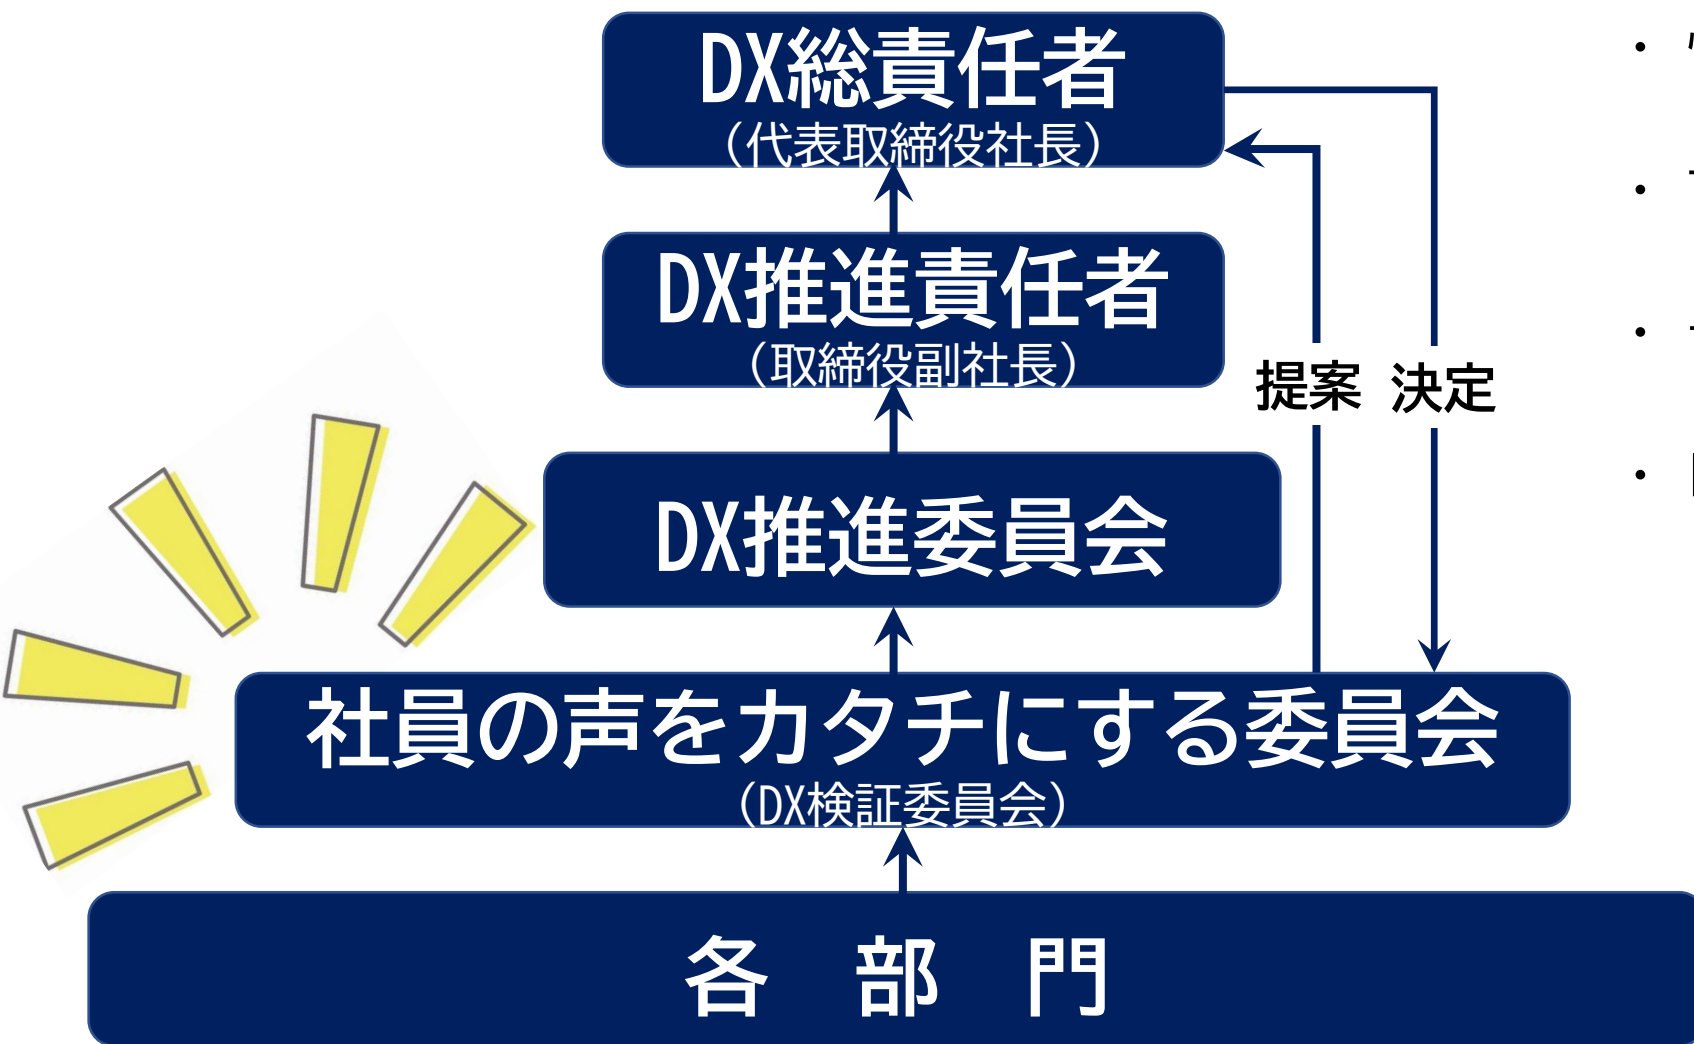 DX総責任者
（代表取締役社長）
DX推進責任者
（取締役副社長）
提案 決定
DX推進委員会
社員の声をカタチにする委員会
（DX検証委員会）
各　部　門